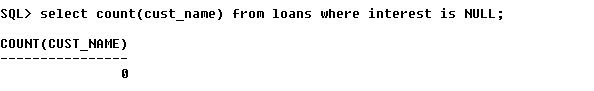 SQL> select count(cust_name) from loans where interest is NULL;
COUNT(CUST_NAME)
----------------
0